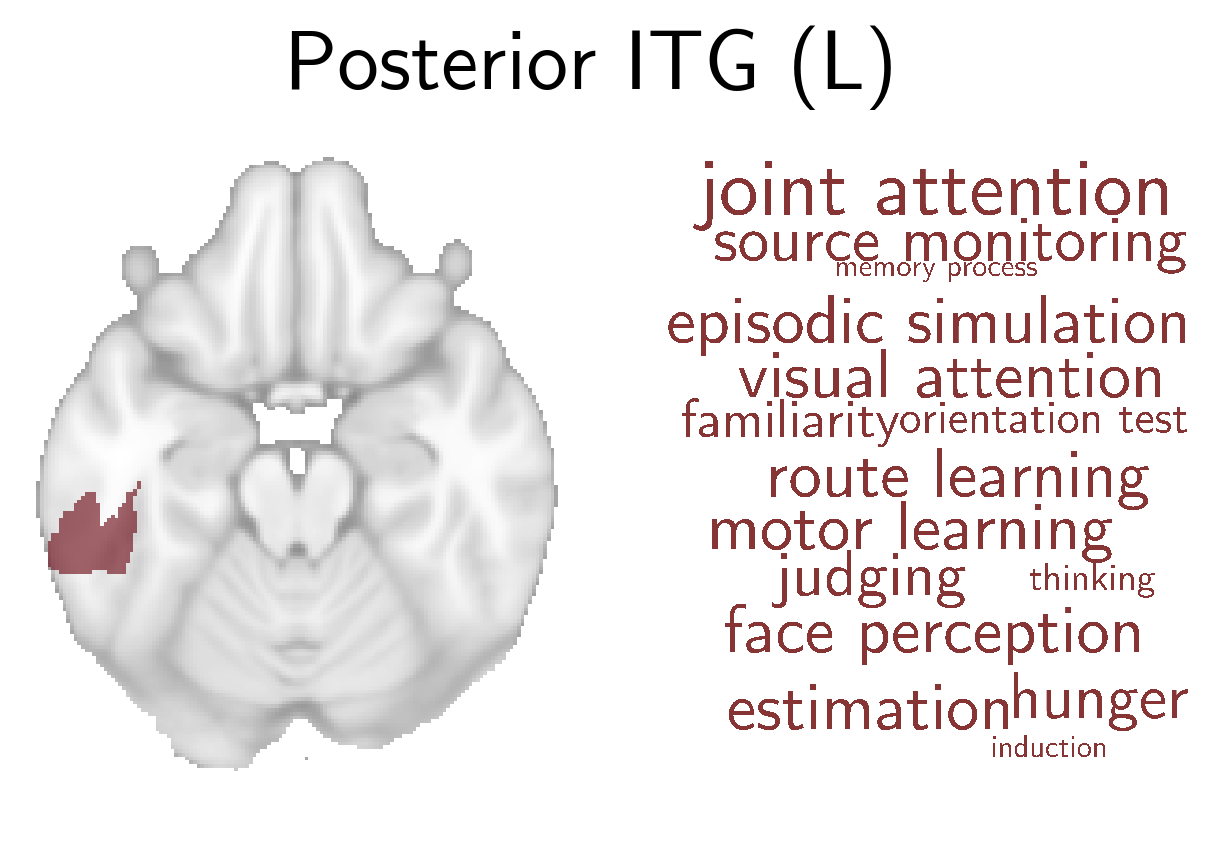 Posterior ITG (L)
joint attention
source monitoring
memory process
episodic simulation
visual attention
familiarity orientation test
route learning
motor learning
judging thinking
face perception
estimation hunger
induction